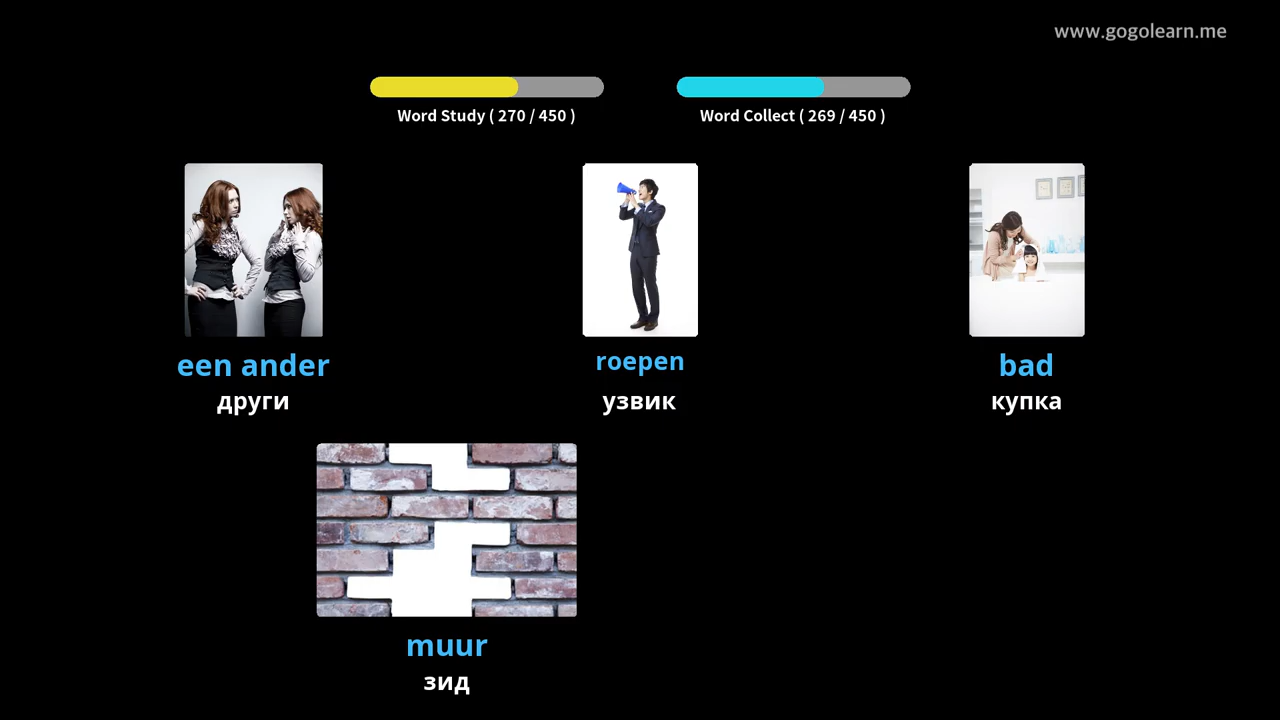 www.gogolearn.me
Word Study ( 270 / 450 )
Word Collect ( 269 / 450 )
een ander
други
roepen
узвик
bad
купка
muur
зид